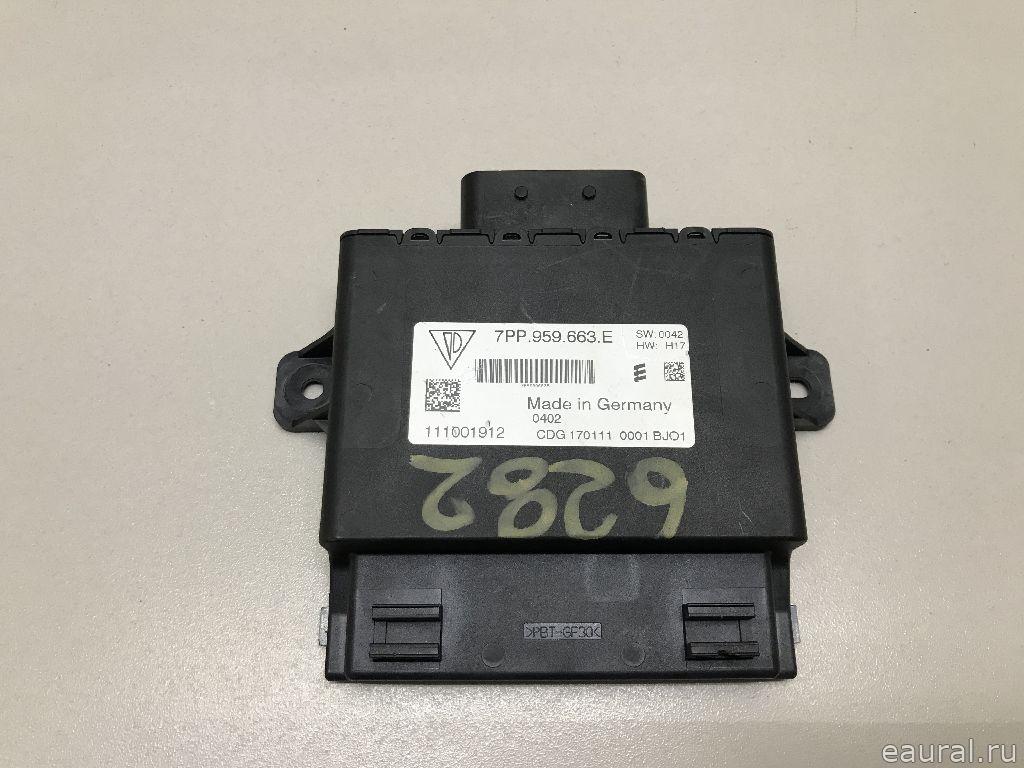 7PP.959.663.E
SW: 0042
HW: H17
Made in Germany
0402
111001912
CDG 170111 0001 BJ01
6282
>PBT-GF30<
eaural.ru